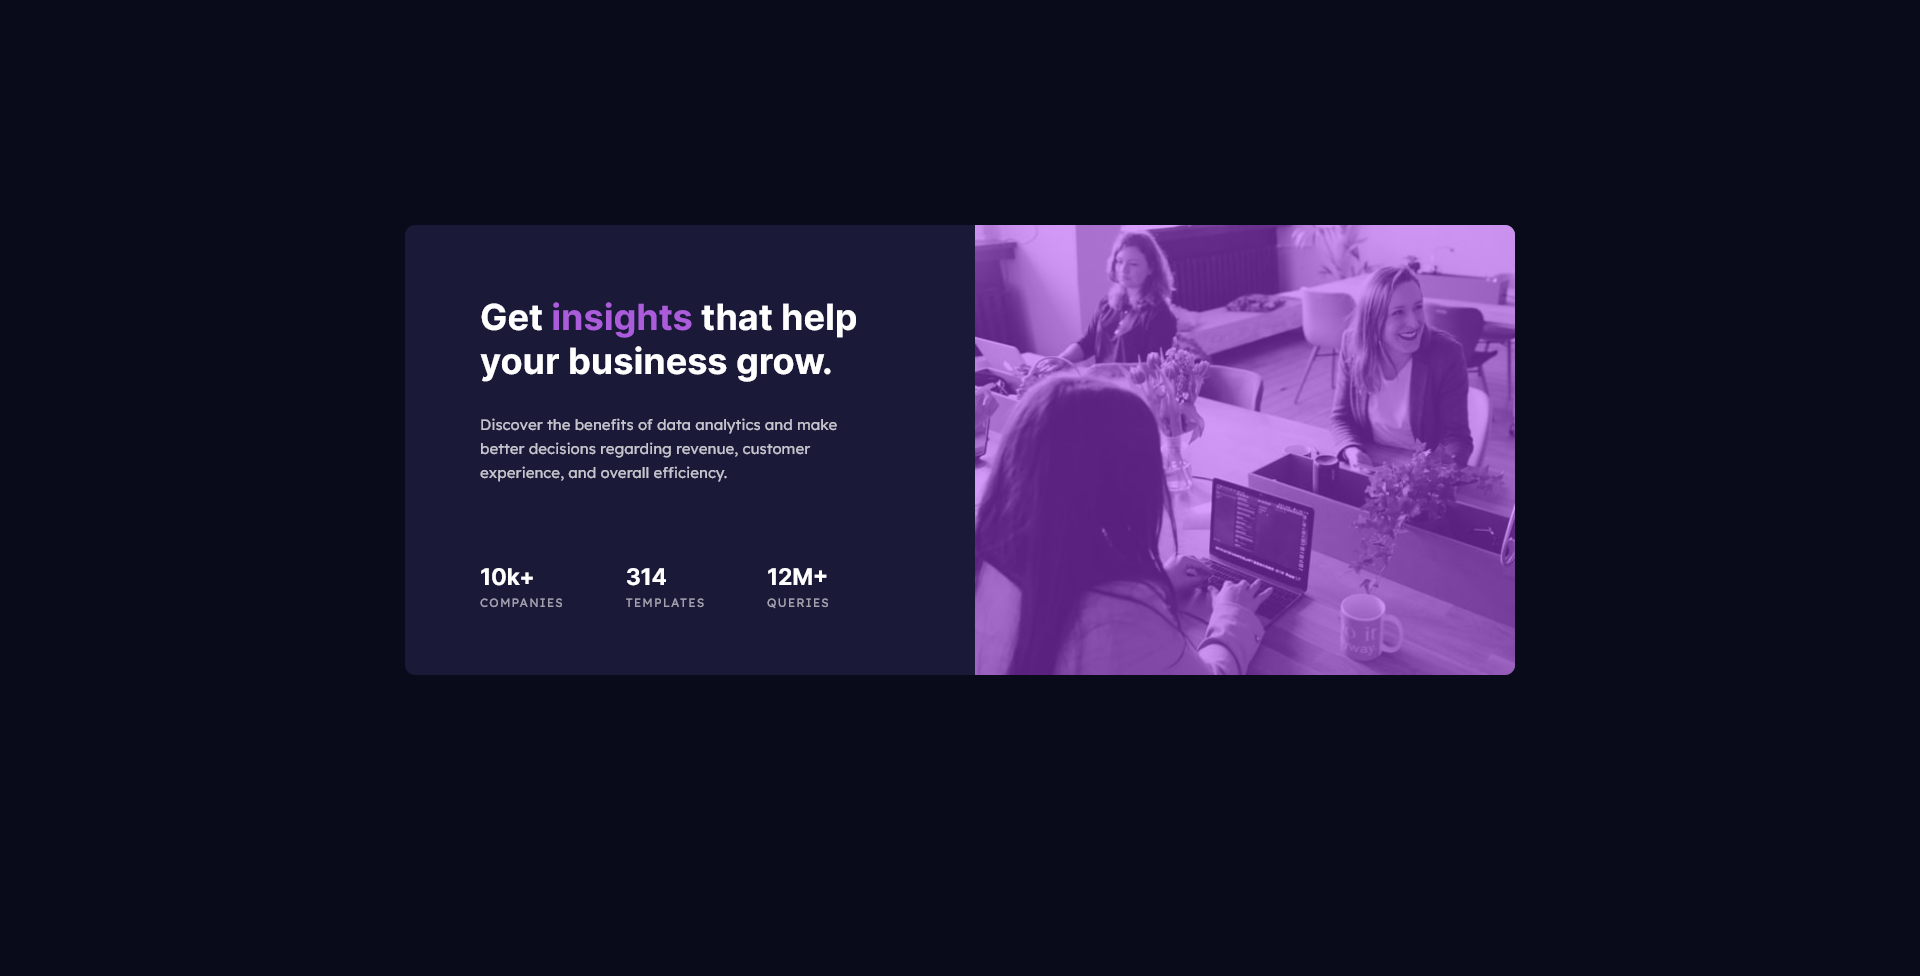 Get insights that help
your business grow.
Discover the benefits of data analytics and make
better decisions regarding revenue, customer
experience, and overall efficiency.
10k+
COMPANIES
314
TEMPLATES
12M+
QUERIES